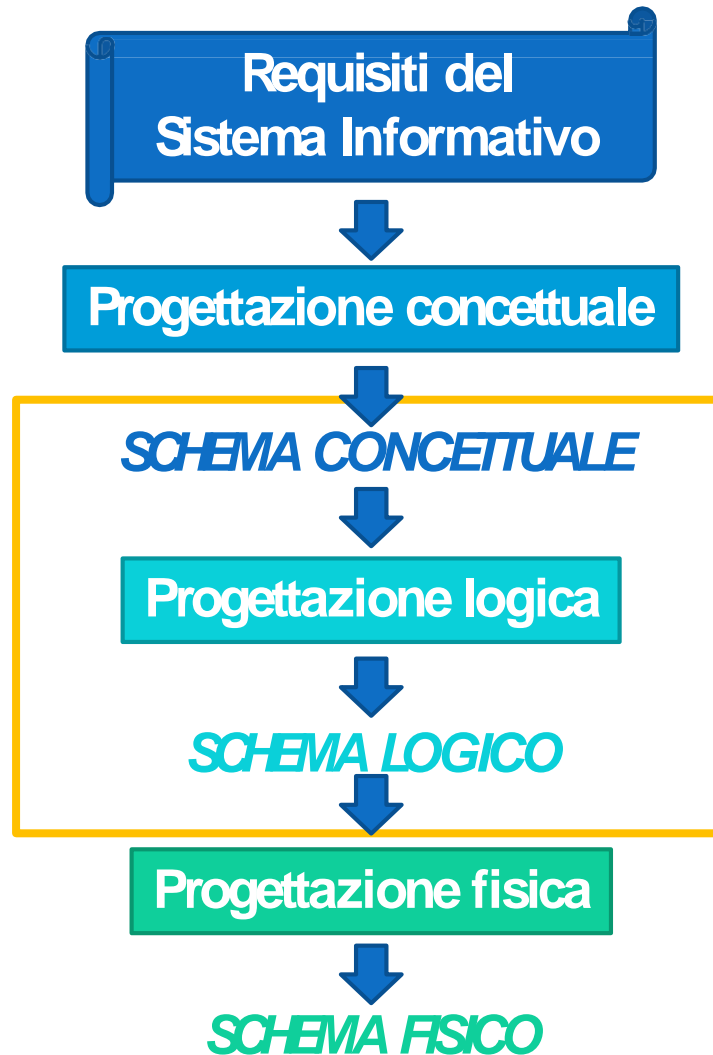 Requisiti del
Sistema Informativo
Progettazione concettuale
SCHEMA CONCETTUALE
Progettazione logica
SCHEMA LOGICO
Progettazione fisica
SCHEMA FISICO